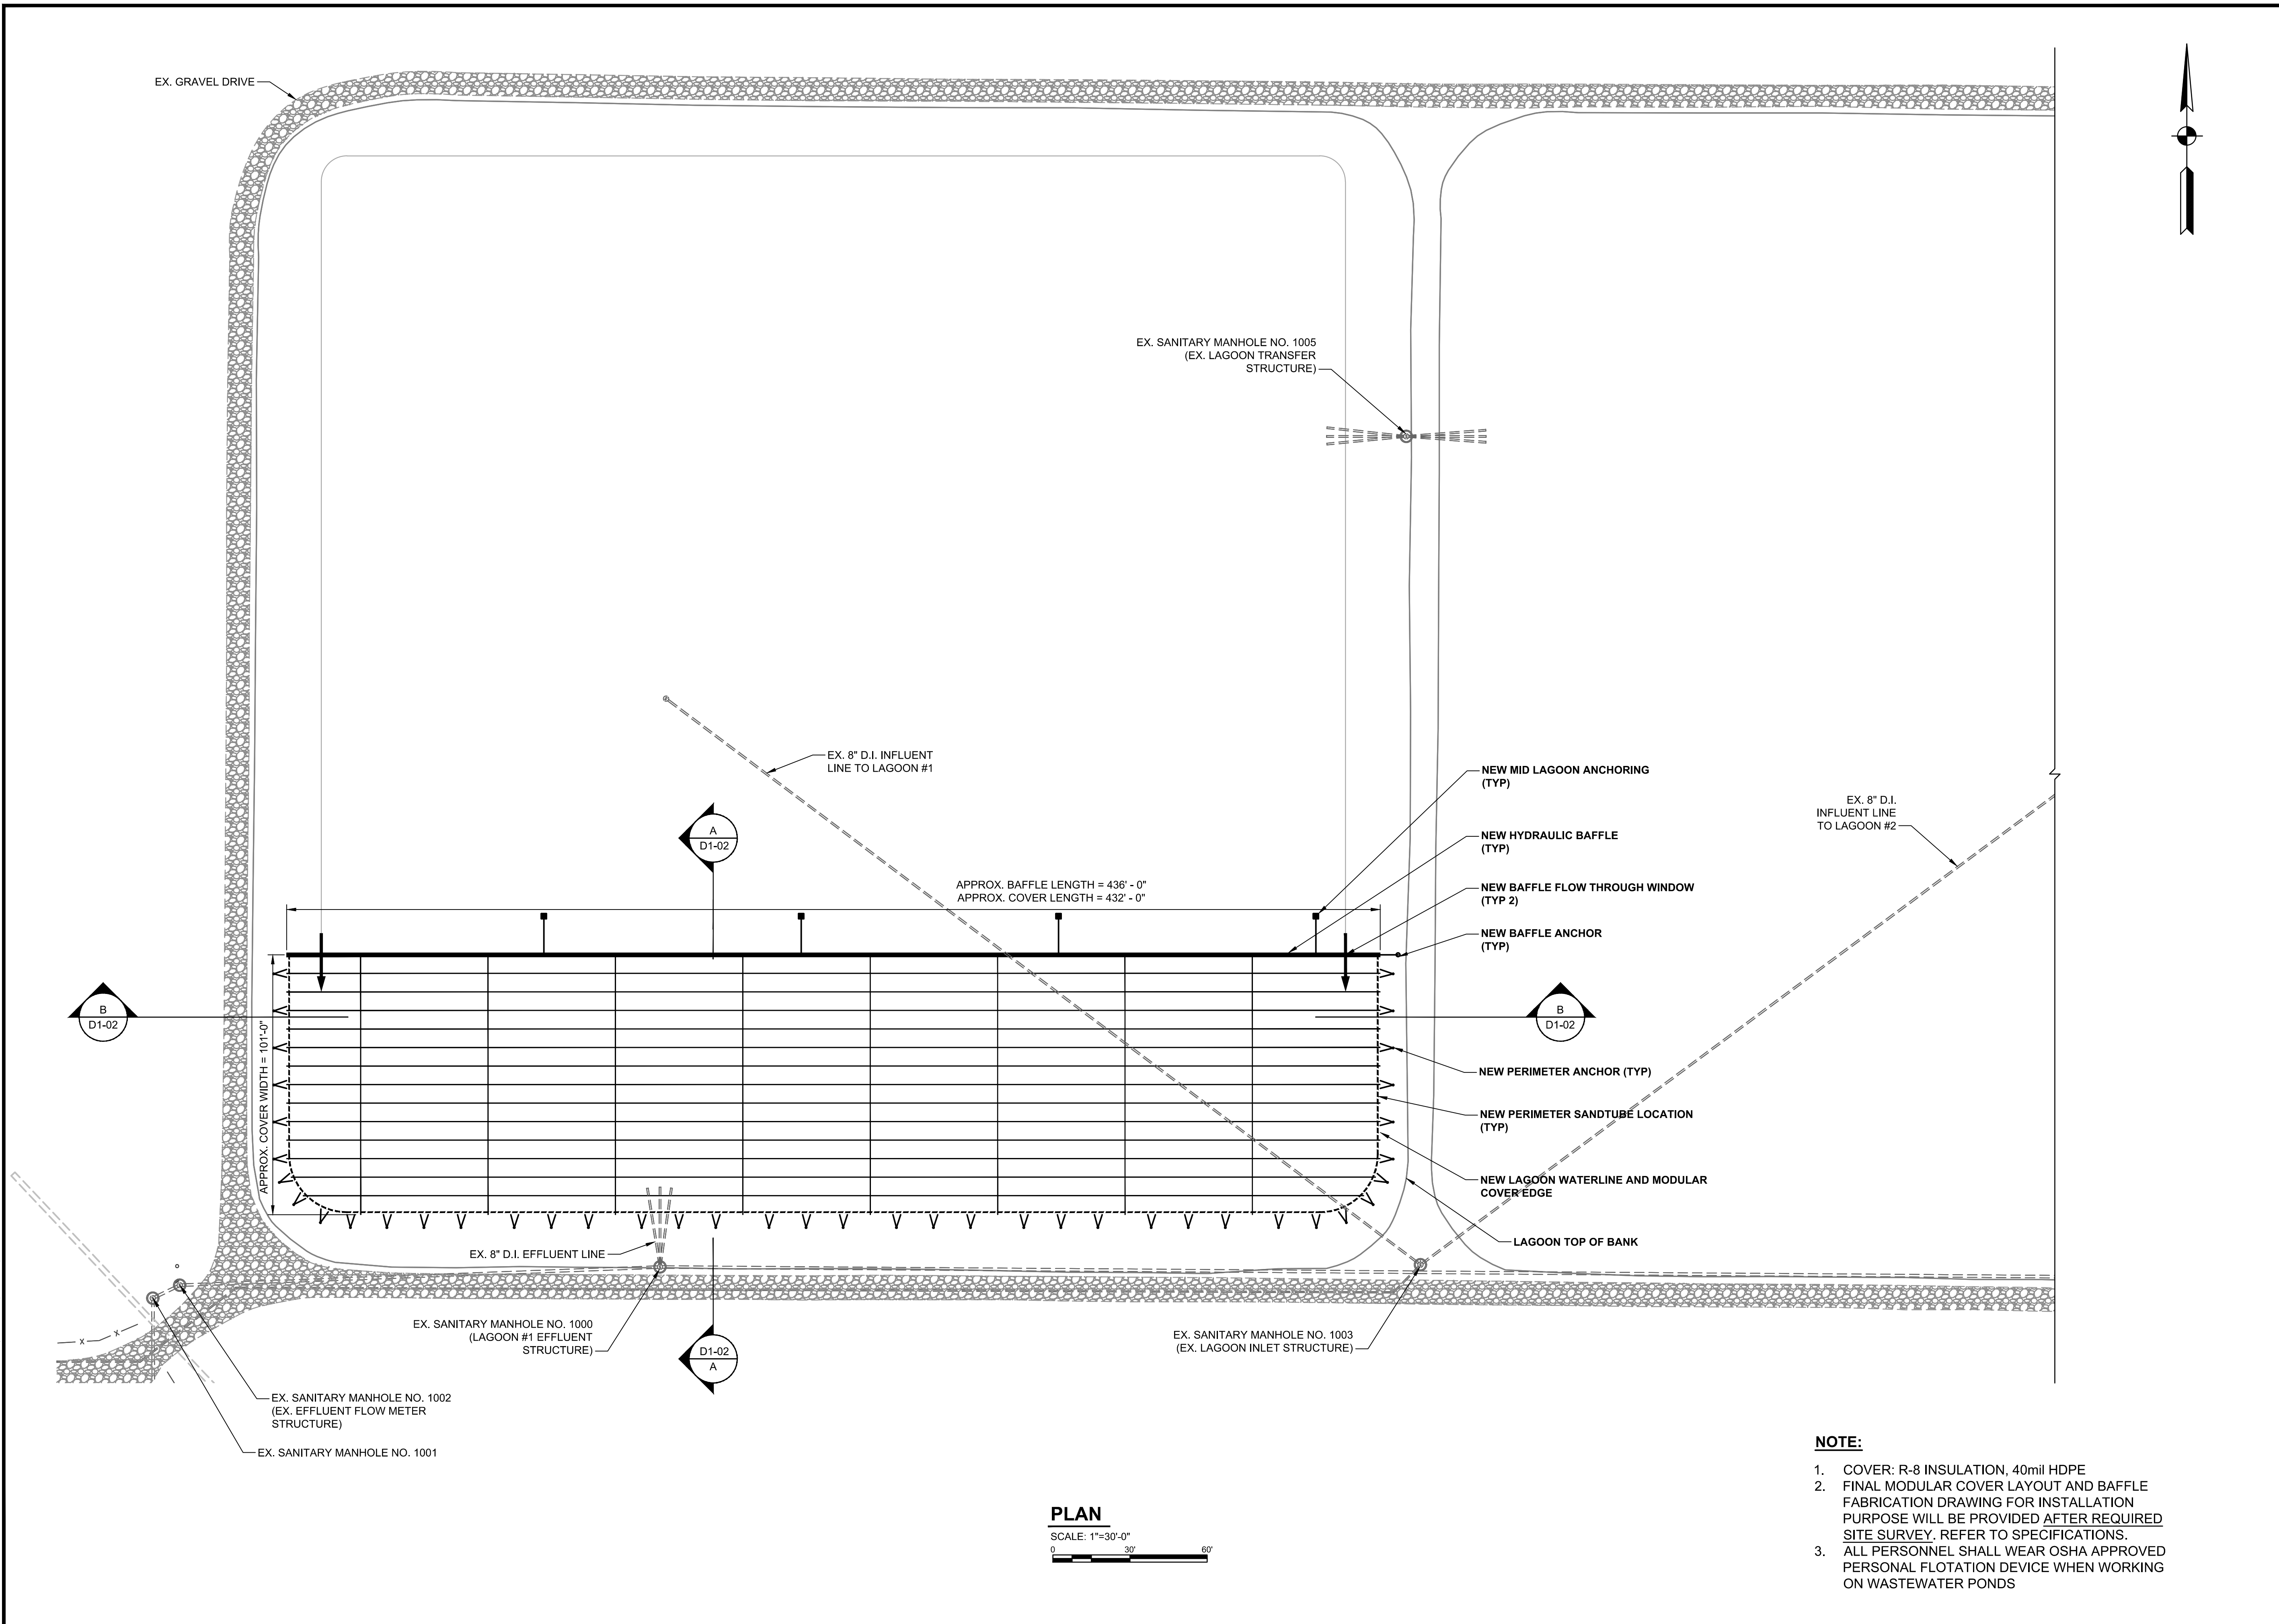 EX. GRAVEL DRIVE
EX. SANITARY MANHOLE NO. 1005
(EX. LAGOON TRANSFER
STRUCTURE)
EX. 8" D.I. INFLUENT
LINE TO LAGOON #1
NEW MID LAGOON ANCHORING
(TYP)
EX. 8" D.I.
INFLUENT LINE
TO LAGOON #2
A
D1-02
NEW HYDRAULIC BAFFLE
(TYP)
APPROX. BAFFLE LENGTH = 436' - 0"
APPROX. COVER LENGTH = 432' - 0"
NEW BAFFLE FLOW THROUGH WINDOW
(TYP 2)
NEW BAFFLE ANCHOR
(TYP)
B
D1-02
B
D1-02
APPROX. COVER WIDTH = 101'-0"
NEW PERIMETER ANCHOR (TYP)
NEW PERIMETER SANDTUBE LOCATION
(TYP)
NEW LAGOON WATERLINE AND MODULAR
COVER EDGE
LAGOON TOP OF BANK
EX. 8" D.I. EFFLUENT LINE
X
X
EX. SANITARY MANHOLE NO. 1000
(LAGOON #1 EFFLUENT
STRUCTURE)
D1-02
A
EX. SANITARY MANHOLE NO. 1003
(EX. LAGOON INLET STRUCTURE)
EX. SANITARY MANHOLE NO. 1002
(EX. EFFLUENT FLOW METER
STRUCTURE)
EX. SANITARY MANHOLE NO. 1001
PLAN
SCALE: 1"=30'-0"
0 30' 60'
NOTE:
1. COVER: R-8 INSULATION, 40mil HDPE
2. FINAL MODULAR COVER LAYOUT AND BAFFLE
FABRICATION DRAWING FOR INSTALLATION
PURPOSE WILL BE PROVIDED AFTER REQUIRED
SITE SURVEY. REFER TO SPECIFICATIONS.
3. ALL PERSONNEL SHALL WEAR OSHA APPROVED
PERSONAL FLOTATION DEVICE WHEN WORKING
ON WASTEWATER PONDS